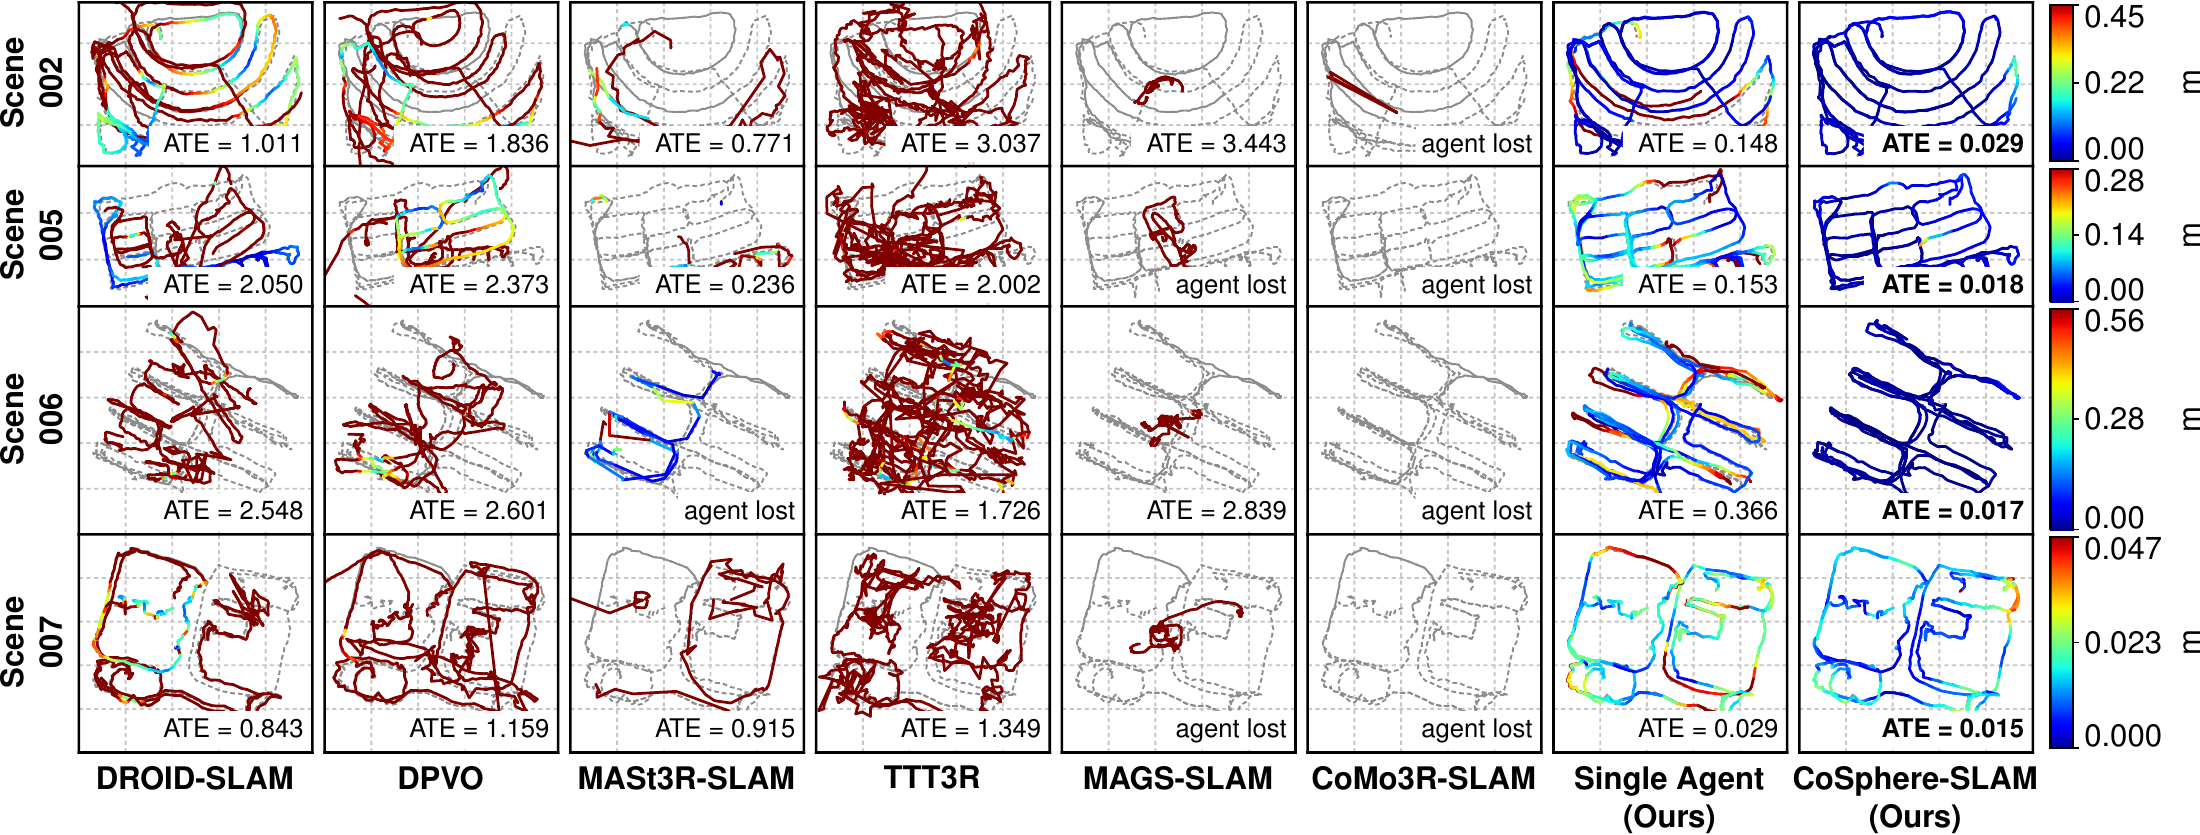 Scene 002
ATE = 1.011
ATE = 1.836
ATE = 0.771
ATE = 3.037
ATE = 3.443
agent lost
ATE = 0.148
ATE = 0.029
0.45
0.22
0.00
m
Scene 005
ATE = 2.050
ATE = 2.373
ATE = 0.236
ATE = 2.002
agent lost
agent lost
ATE = 0.153
ATE = 0.018
0.28
0.14
0.00
m
Scene 006
ATE = 2.548
ATE = 2.601
agent lost
ATE = 1.726
ATE = 2.839
agent lost
ATE = 0.366
ATE = 0.017
0.56
0.28
0.00
m
Scene 007
ATE = 0.843
ATE = 1.159
ATE = 0.915
ATE = 1.349
agent lost
agent lost
ATE = 0.029
ATE = 0.015
0.047
0.023
0.000
m
DROID-SLAM
DPVO
MASt3R-SLAM
TTT3R
MAGS-SLAM
CoMo3R-SLAM
Single Agent
(Ours)
CoSphere-SLAM
(Ours)